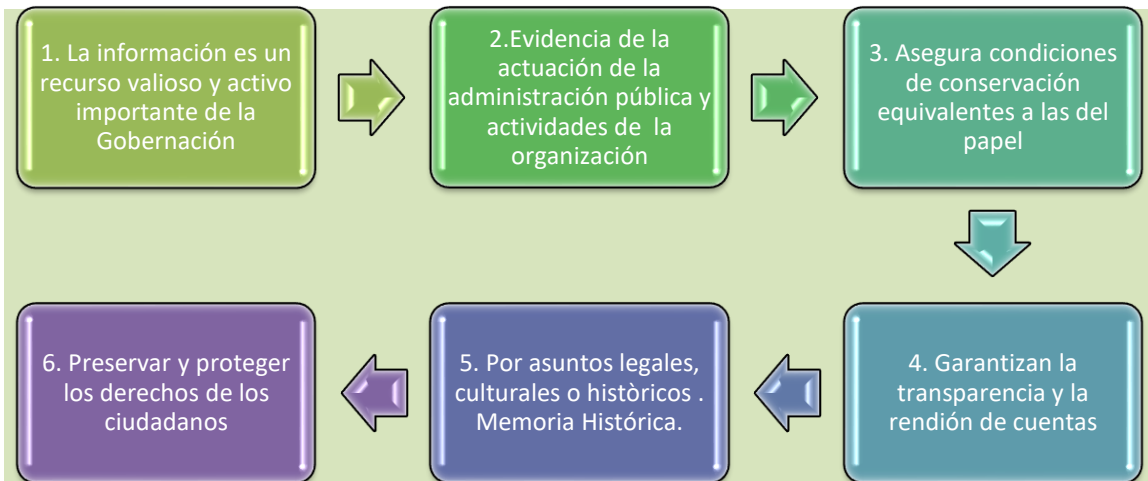 1. La información es un
recurso valioso y activo
importante de la
Gobernación
2.Evidencia de la
actuación de la
administración pública y
actividades de la
organización
3. Asegura condiciones
de conservación
equivalentes a las del
papel
4. Garantizan la
transparencia y la
rendión de cuentas
5. Por asuntos legales,
culturales o històricos .
Memoria Histórica.
6. Preservar y proteger
los derechos de los
ciudadanos